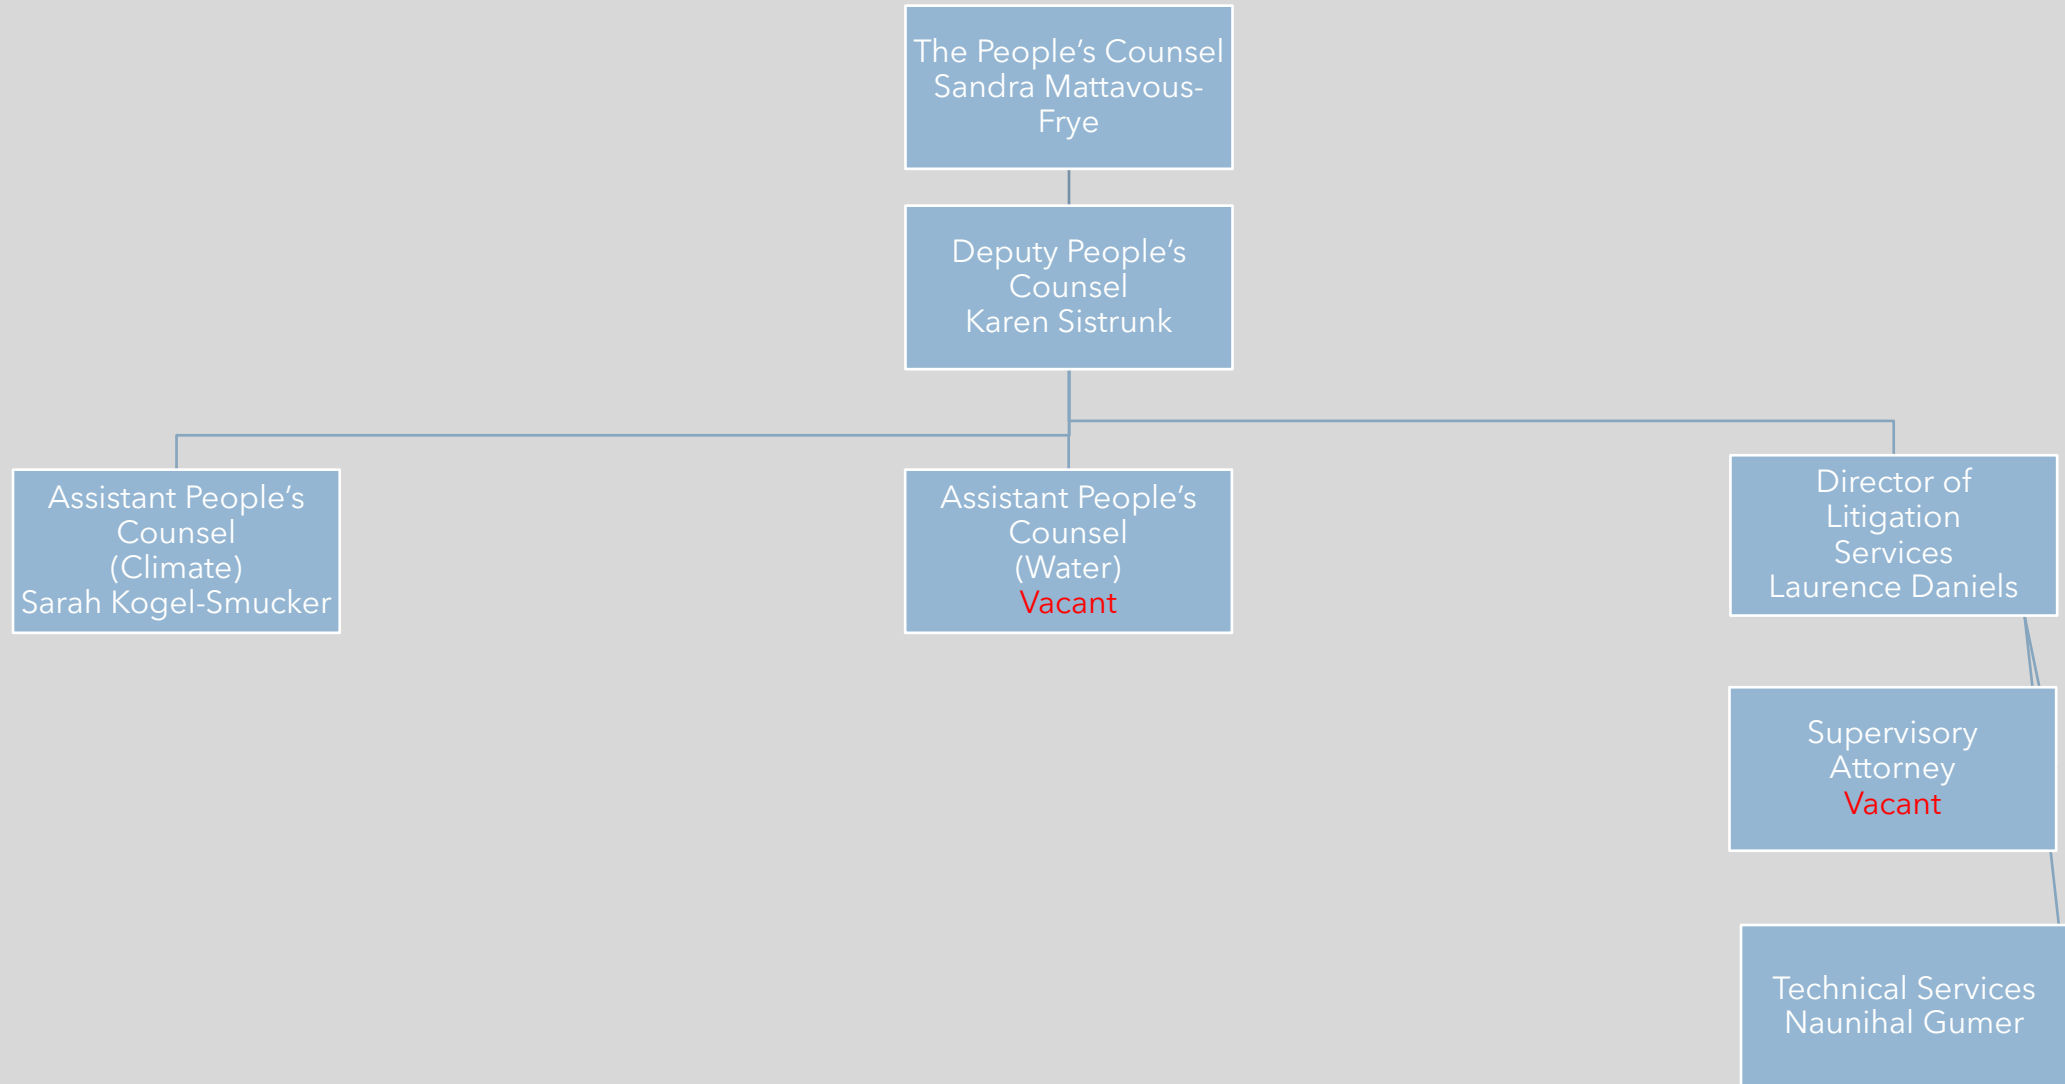 The People's Counsel
Sandra Mattavous-
Frye
Deputy People's
Counsel
Karen Sistrunk
Assistant People's
Counsel
(Climate)
Sarah Kogel-Smucker
Assistant People's
Counsel
(Water)
Vacant
Director of
Litigation
Services
Laurence Daniels
Supervisory
Attorney
Vacant
Technical Services
Naunihal Gumer